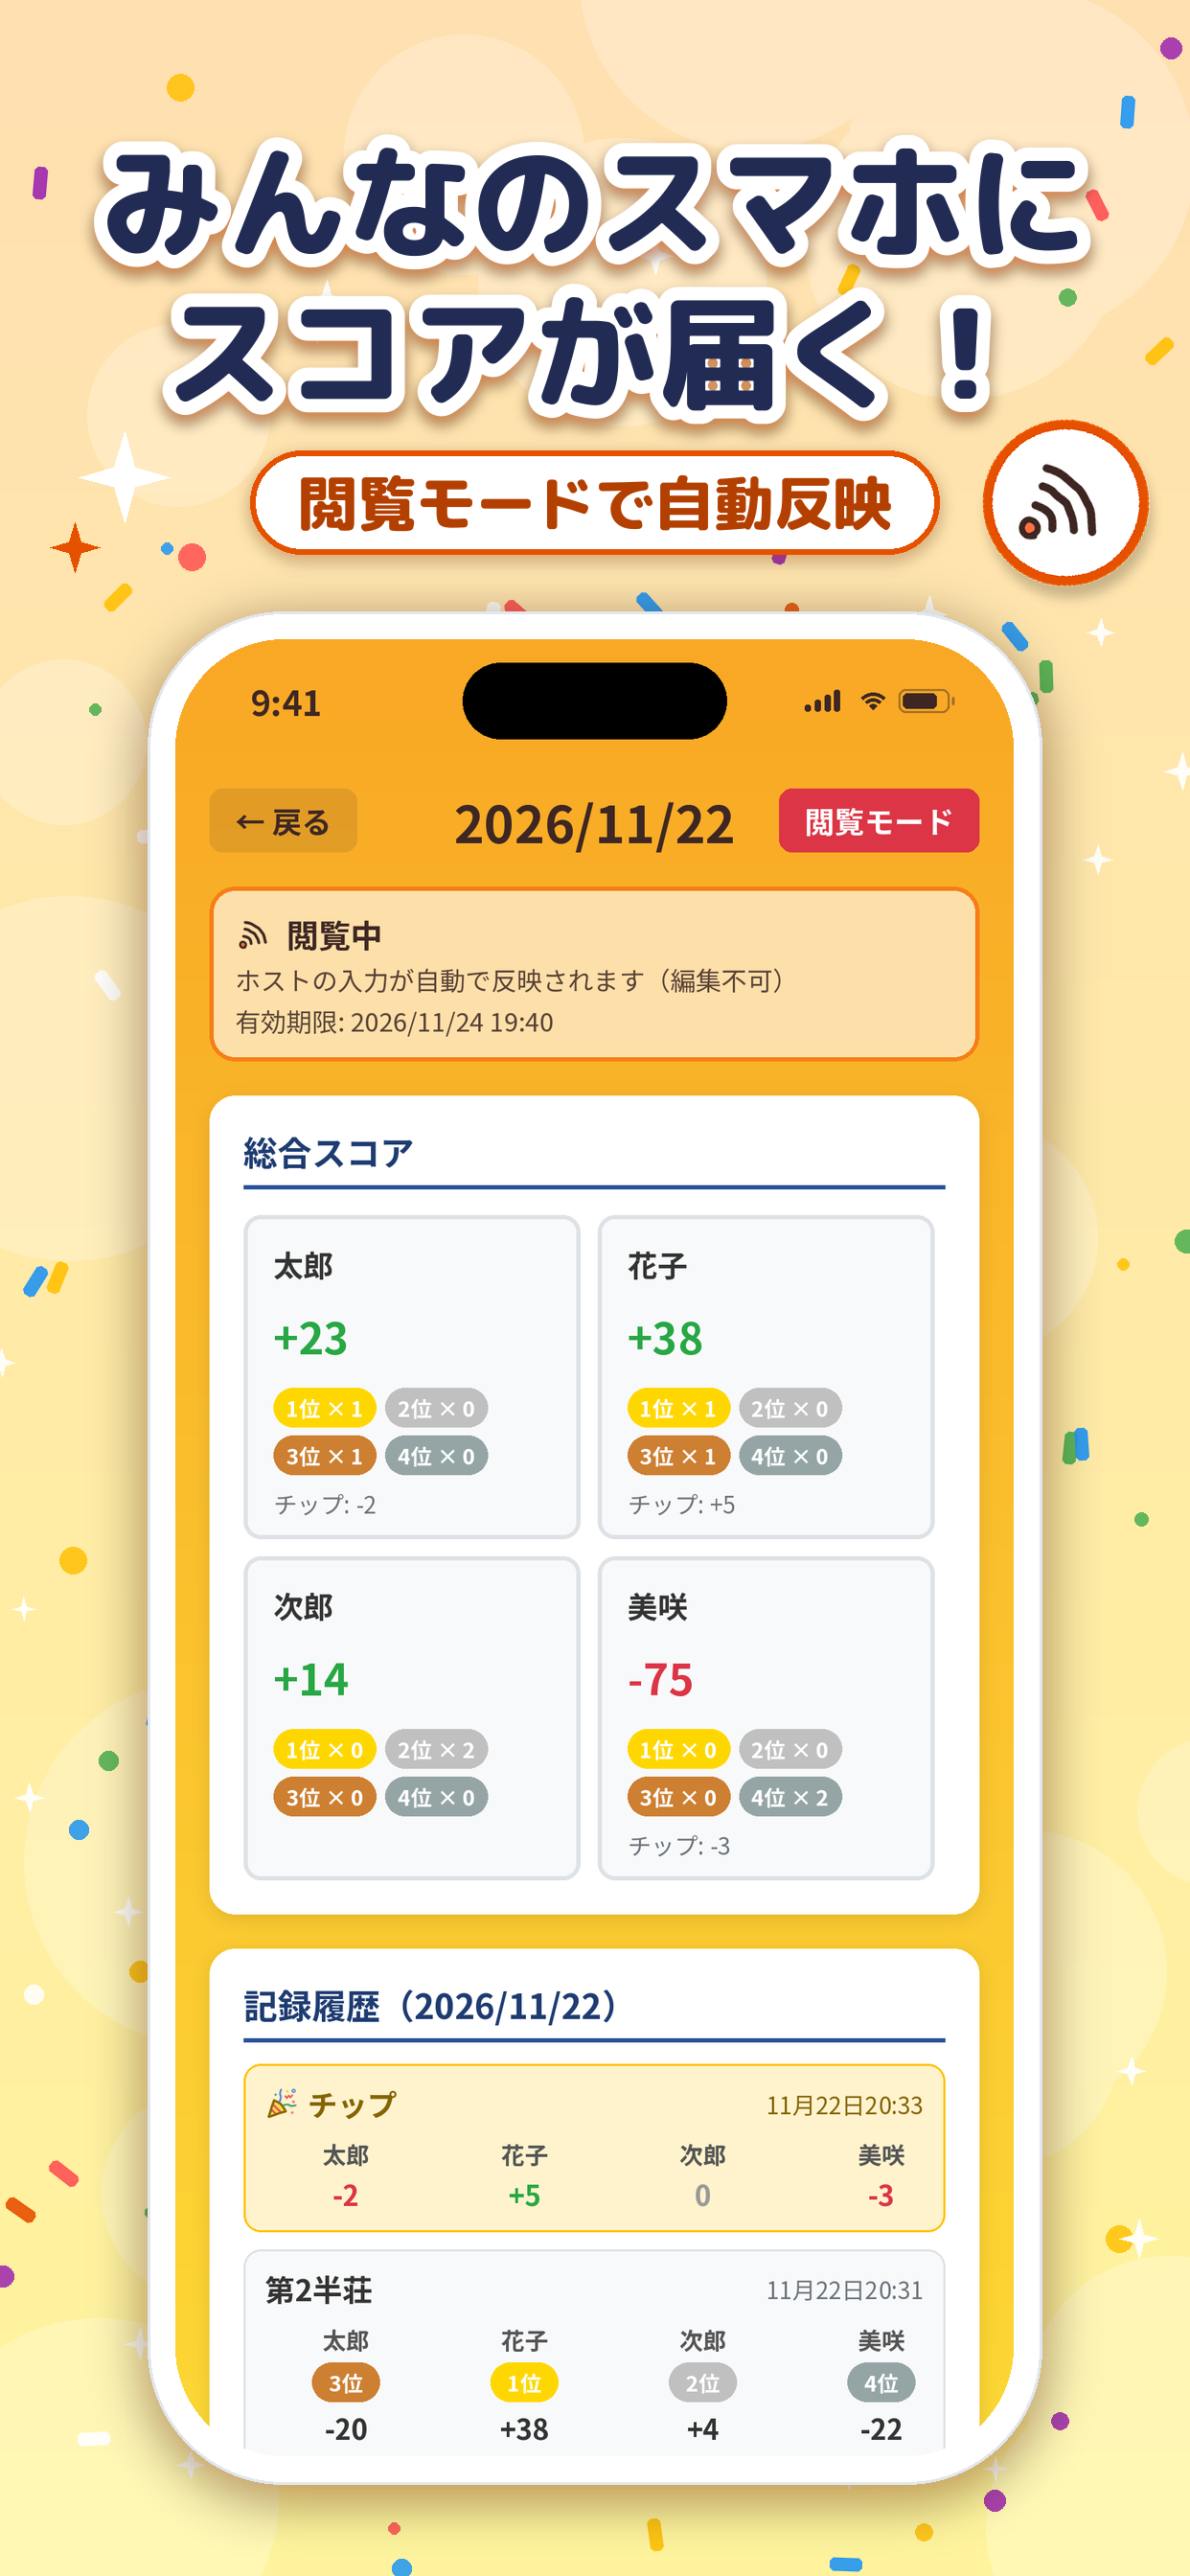 みんなのスマホに
スコアが届く！
閲覧モードで自動反映
9:41
← 戻る 2026/11/22 閲覧モード
閲覧中
ホストの入力が自動で反映されます（編集不可）
有効期限: 2026/11/24 19:40
総合スコア
太郎
+23
1位 × 1 2位 × 0
3位 × 1 4位 × 0
チップ: -2
花子
+38
1位 × 1 2位 × 0
3位 × 1 4位 × 0
チップ: +5
次郎
+14
1位 × 0 2位 × 2
3位 × 0 4位 × 0
美咲
-75
1位 × 0 2位 × 0
3位 × 0 4位 × 2
チップ: -3
記録履歴（2026/11/22）
チップ 11月22日20:33
太郎 花子 次郎 美咲
-2 +5 0 -3
第2半荘 11月22日20:31
太郎 花子 次郎 美咲
3位 1位 2位 4位
-20 +38 +4 -22